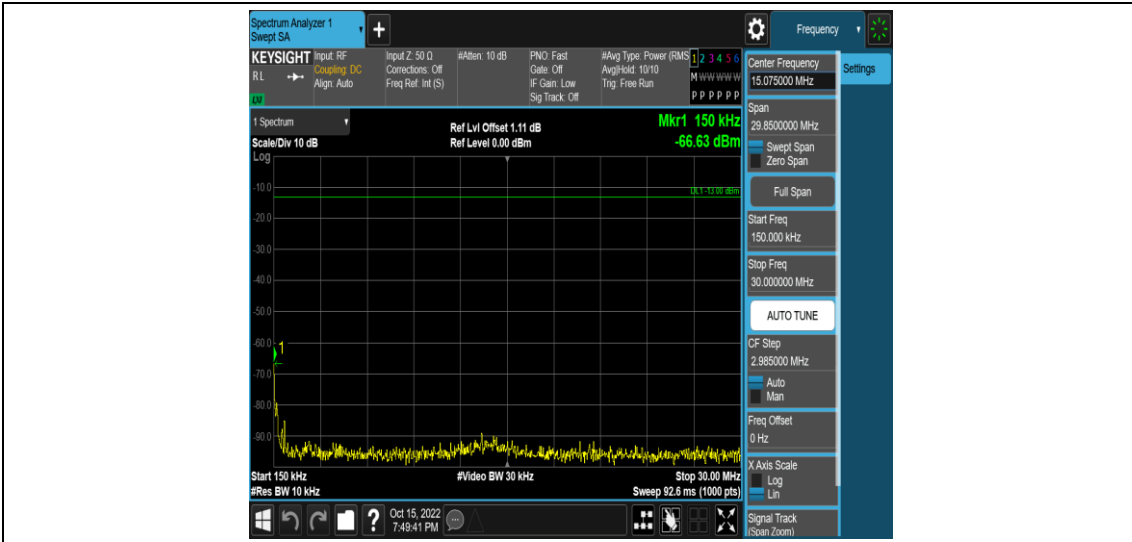 Spectrum Analyzer 1
Swept SA
+
Frequency
KEYSIGHT
RL
LXI
Input: RF
Coupling: DC
Align: Auto
Input Z: 50 Ω
Corrections: Off
Freq Ref: Int (S)
#Atten: 10 dB
PNO: Fast
Gate: Off
IF Gain: Low
Sig Track: Off
#Avg Type: Power (RMS
Avg|Hold: 10/10
Trig: Free Run
1 2 3 4 5 6
M W W W W W
P P P P P P
1 Spectrum
Scale/Div 10 dB
Log
Ref Lvl Offset 1.11 dB
Ref Level 0.00 dBm
Mkr1 150 kHz
-66.63 dBm
DL1 -13.00 dBm
-10.0
-20.0
-30.0
-40.0
-50.0
-60.0
-70.0
-80.0
-90.0
1
Start 150 kHz
#Res BW 10 kHz
#Video BW 30 kHz
Stop 30.00 MHz
Sweep 92.6 ms (1000 pts)
?
Oct 15, 2022
7:49:41 PM
Center Frequency
15.075000 MHz
Settings
Span
29.8500000 MHz
Swept Span
Zero Span
Full Span
Start Freq
150.000 kHz
Stop Freq
30.000000 MHz
AUTO TUNE
CF Step
2.985000 MHz
Auto
Man
Freq Offset
0 Hz
X Axis Scale
Log
Lin
Signal Track
(Span Zoom)